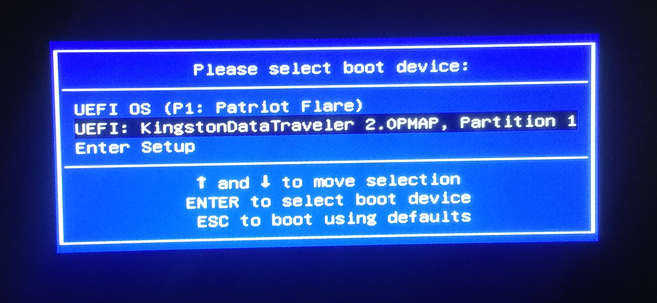 Please select boot device:
UEFI OS (P1: Patriot Flare)
UEFI: KingstonDataTraveler 2.0PMAP, Partition 1
Enter Setup
↑ and ↓ to move selection
ENTER to select boot device
ESC to boot using defaults